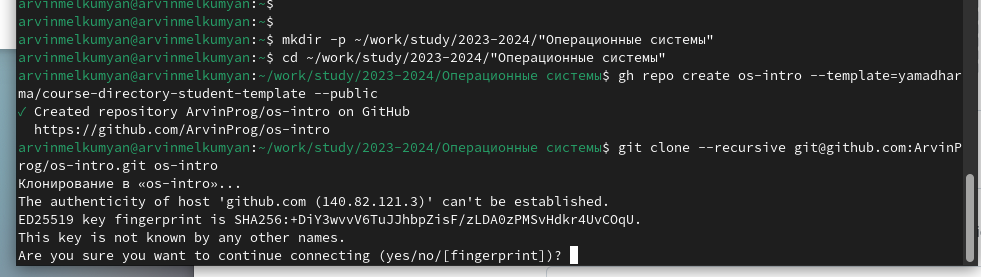 arvinmelkumyan@arvinmelkumyan:~$
arvinmelkumyan@arvinmelkumyan:~$
arvinmelkumyan@arvinmelkumyan:~$ mkdir -p ~/work/study/2023-2024/"Операционные системы"
arvinmelkumyan@arvinmelkumyan:~$ cd ~/work/study/2023-2024/"Операционные системы"
arvinmelkumyan@arvinmelkumyan:~/work/study/2023-2024/Операционные системы$ gh repo create os-intro --template=yamadhar
ma/course-directory-student-template --public
✓ Created repository ArvinProg/os-intro on GitHub
https://github.com/ArvinProg/os-intro
arvinmelkumyan@arvinmelkumyan:~/work/study/2023-2024/Операционные системы$ git clone --recursive git@github.com:ArvinP
rog/os-intro.git os-intro
Клонирование в «os-intro»...
The authenticity of host 'github.com (140.82.121.3)' can't be established.
ED25519 key fingerprint is SHA256:+DiY3wvvV6TuJJhbpZisF/zLDA0zPMSvHdkr4UvCOqU.
This key is not known by any other names.
Are you sure you want to continue connecting (yes/no/[fingerprint])?